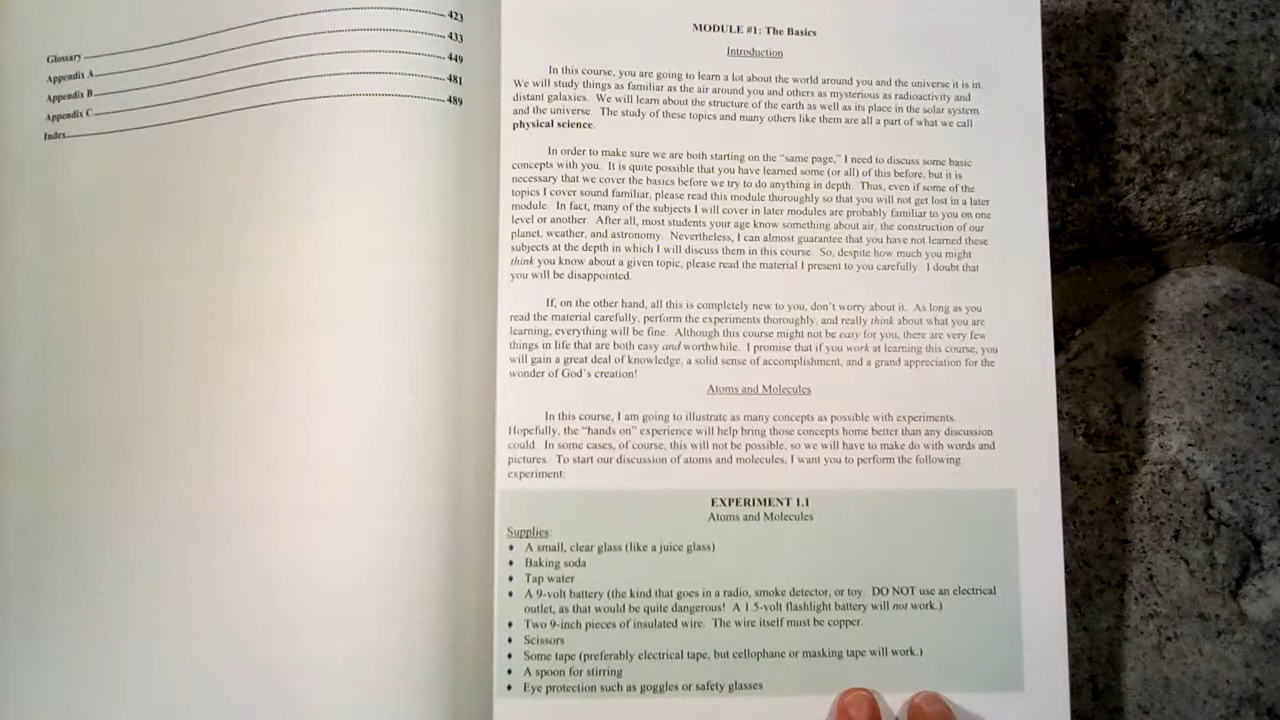 Glossary 423
Appendix A 433
Appendix B 449
Appendix C 481
Index 489
MODULE #1: The Basics
Introduction
In this course, you are going to learn a lot about the world around you and the universe it is in.
We will study things as familiar as the air around you and others as mysterious as radioactivity and
distant galaxies. We will learn about the structure of the earth as well as its place in the solar system
and the universe. The study of these topics and many others like them are all a part of what we call
physical science.
In order to make sure we are both starting on the “same page,” I need to discuss some basic
concepts with you. It is quite possible that you have learned some (or all) of this before, but it is
necessary that we cover the basics before we try to do anything in depth. Thus, even if some of the
topics I cover sound familiar, please read this module thoroughly so that you will not get lost in a later
module. In fact, many of the subjects I will cover in later modules are probably familiar to you on one
level or another. After all, most students your age know something about air, the construction of our
planet, weather, and astronomy. Nevertheless, I can almost guarantee that you have not learned these
subjects at the depth in which I will discuss them in this course. So, despite how much you might
think you know about a given topic, please read the material I present to you carefully. I doubt that
you will be disappointed.
If, on the other hand, all this is completely new to you, don’t worry about it. As long as you
read the material carefully, perform the experiments thoroughly, and really think about what you are
learning, everything will be fine. Although this course might not be easy for you, there are very few
things in life that are both easy and worthwhile. I promise that if you work at learning this course, you
will gain a great deal of knowledge, a solid sense of accomplishment, and a grand appreciation for the
wonder of God’s creation!
Atoms and Molecules
In this course, I am going to illustrate as many concepts as possible with experiments.
Hopefully, the “hands on” experience will help bring those concepts home better than any discussion
could. In some cases, of course, this will not be possible, so we will have to make do with words and
pictures. To start our discussion of atoms and molecules, I want you to perform the following
experiment:
EXPERIMENT 1.1
Atoms and Molecules
Supplies:
♦ A small, clear glass (like a juice glass)
♦ Baking soda
♦ Tap water
♦ A 9-volt battery (the kind that goes in a radio, smoke detector, or toy. DO NOT use an electrical
outlet, as that would be quite dangerous! A 1.5-volt flashlight battery will not work.)
♦ Two 9-inch pieces of insulated wire. The wire itself must be copper.
♦ Scissors
♦ Some tape (preferably electrical tape, but cellophane or masking tape will work.)
♦ A spoon for stirring
♦ Eye protection such as goggles or safety glasses